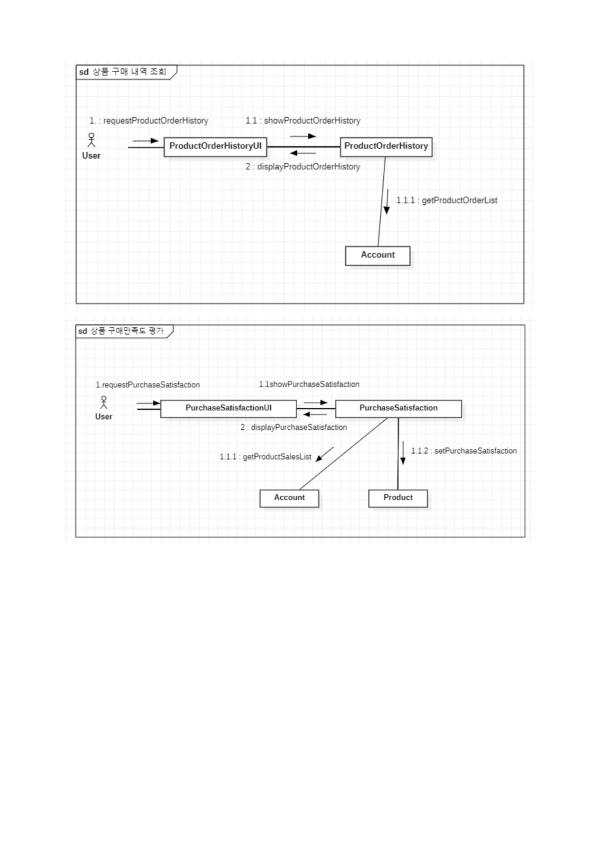 sd 상품 구매 내역 조회
1. : requestProductOrderHistory
1.1 : showProductOrderHistory
User
ProductOrderHistoryUI
ProductOrderHistory
2 : displayProductOrderHistory
1.1.1 : getProductOrderList
Account
sd 상품 구매만족도 평가
1.requestPurchaseSatisfaction
1.1showPurchaseSatisfaction
User
PurchaseSatisfactionUI
PurchaseSatisfaction
2 : displayPurchaseSatisfaction
1.1.1 : getProductSalesList
1.1.2 : setPurchaseSatisfaction
Account
Product